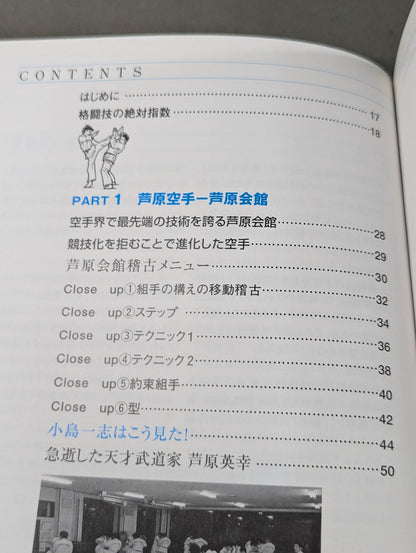 CONTENTS
はじめに 17
格闘技の絶対指数 18
PART 1 芦原空手ー芦原会館
空手界で最先端の技術を誇る芦原会館 28
競技化を拒むことで進化した空手 29
芦原会館稽古メニュー 30
Close up①組手の構えの移動稽古 32
Close up②ステップ 34
Close up③テクニック1 36
Close up④テクニック2 38
Close up⑤約束組手 40
Close up⑥型 42
小島一志はこう見た! 44
急逝した天才武道家 芦原英幸 50